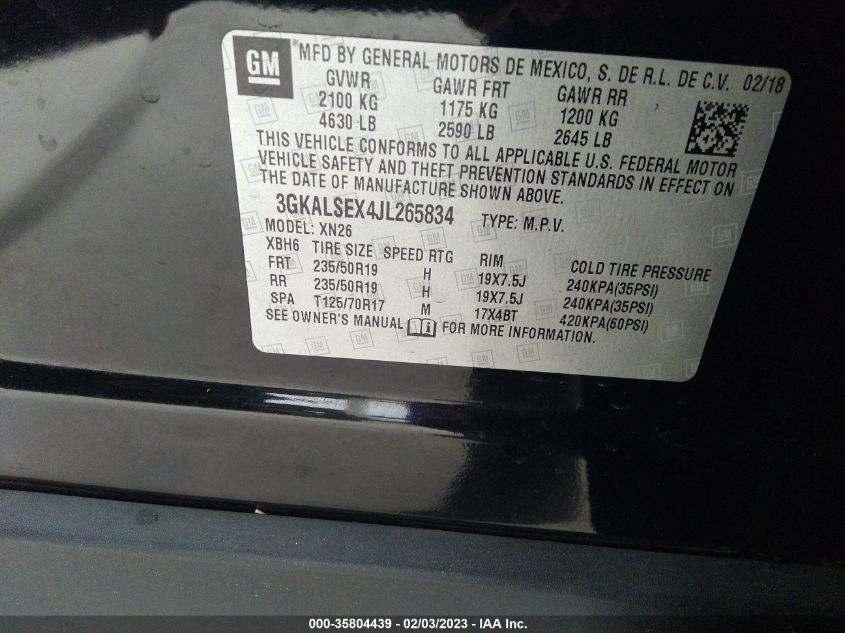 GM
*MFD BY GENERAL MOTORS DE MEXICO, S. DE R.L. DE C.V. 02/18
GVWR GAWR FRT GAWR RR
2100 KG 1175 KG 1200 KG
4630 LB 2590 LB 2645 LB
THIS VEHICLE CONFORMS TO ALL APPLICABLE U.S. FEDERAL MOTOR
VEHICLE SAFETY AND THEFT PREVENTION STANDARDS IN EFFECT ON
THE DATE OF MANUFACTURE SHOWN ABOVE.
3GKALSEX4JL265834 TYPE: M.P.V.
MODEL: XN26
XBH6 TIRE SIZE SPEED RTG RIM COLD TIRE PRESSURE
FRT 235/50R19 H 19X7.5J 240KPA(35PSI)
RR 235/50R19 H 19X7.5J 240KPA(35PSI)
SPA T125/70R17 M 17X4BT 420KPA(60PSI)
SEE OWNER'S MANUAL FOR MORE INFORMATION.
000-35804439 - 02/03/2023 - IAA Inc.